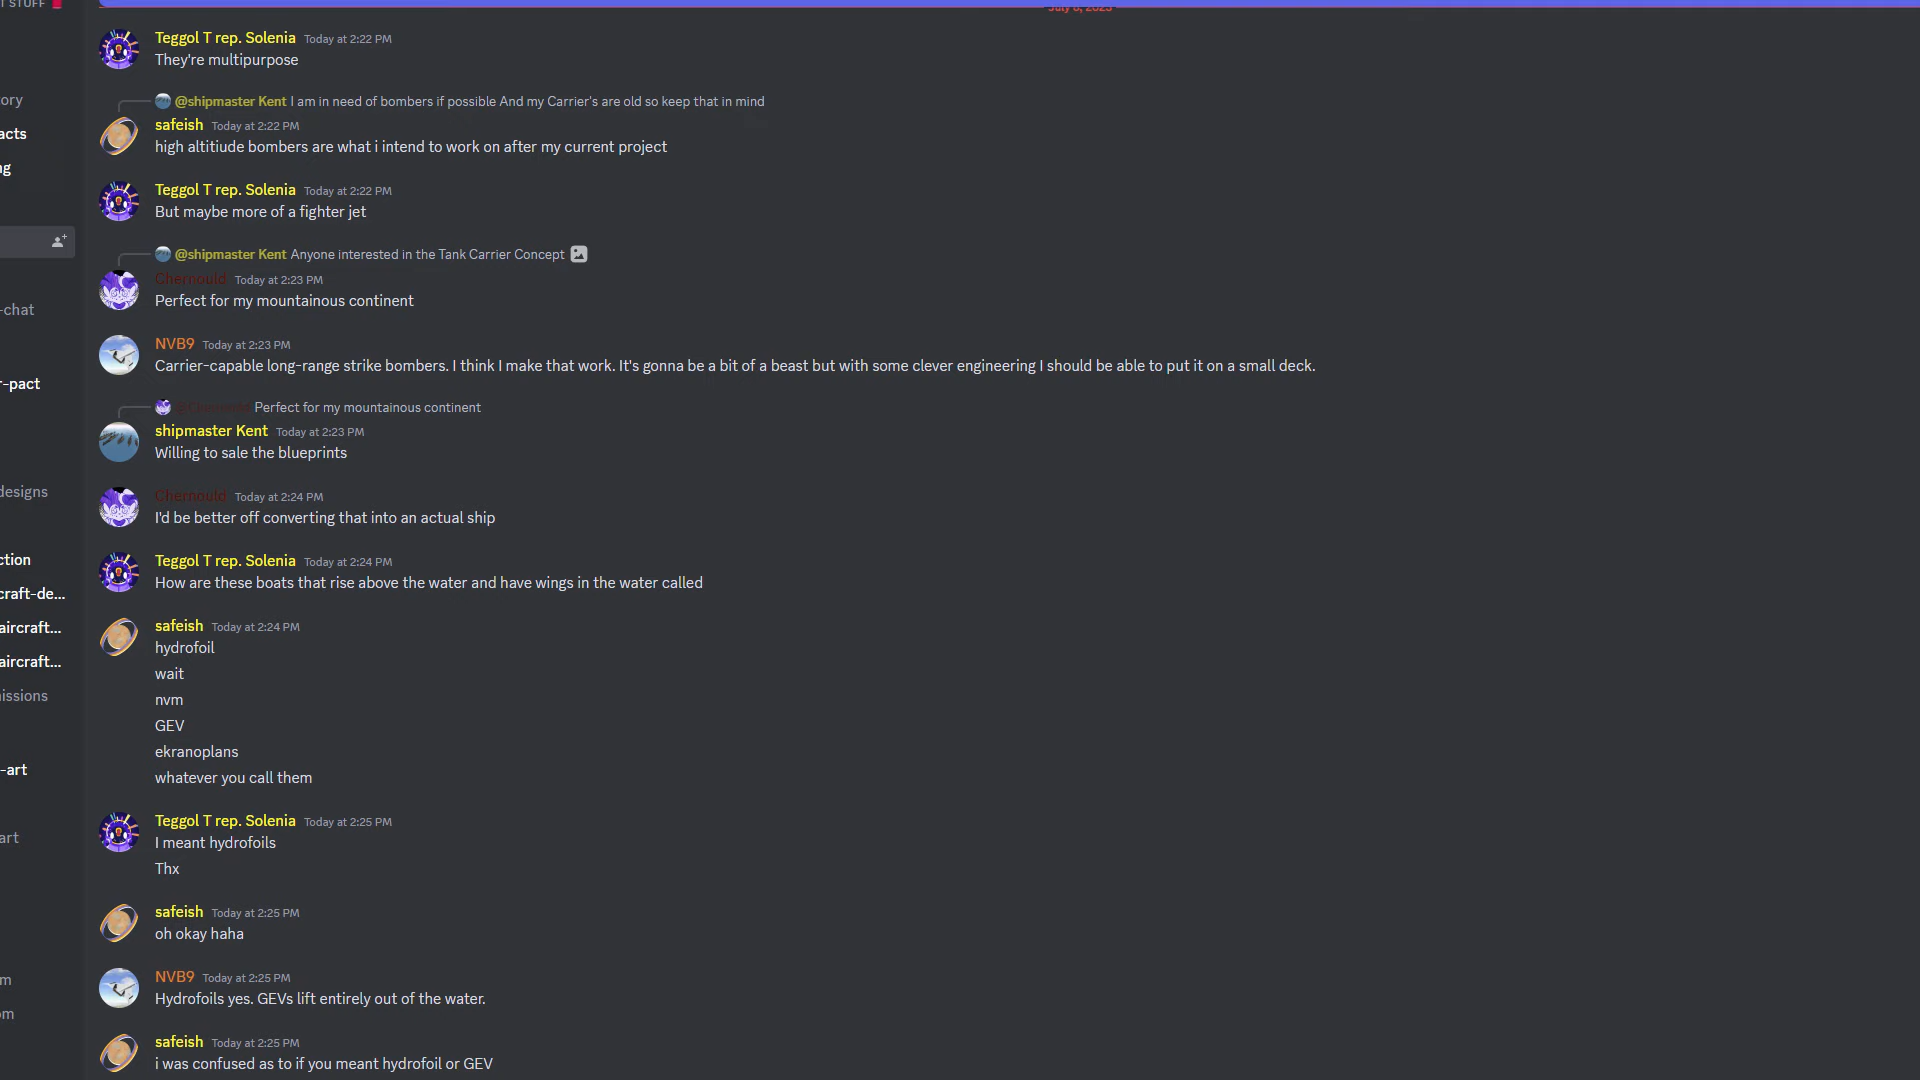 T STUFF
July 6, 2023
Teggol T rep. Solenia Today at 2:22 PM
They're multipurpose
@shipmaster Kent I am in need of bombers if possible And my Carrier's are old so keep that in mind
safeish Today at 2:22 PM
high altitiude bombers are what i intend to work on after my current project
Teggol T rep. Solenia Today at 2:22 PM
But maybe more of a fighter jet
@shipmaster Kent Anyone interested in the Tank Carrier Concept
Chernould Today at 2:23 PM
Perfect for my mountainous continent
NVB9 Today at 2:23 PM
Carrier-capable long-range strike bombers. I think I make that work. It's gonna be a bit of a beast but with some clever engineering I should be able to put it on a small deck.
@Chernould Perfect for my mountainous continent
shipmaster Kent Today at 2:23 PM
Willing to sale the blueprints
Chernould Today at 2:24 PM
I'd be better off converting that into an actual ship
Teggol T rep. Solenia Today at 2:24 PM
How are these boats that rise above the water and have wings in the water called
safeish Today at 2:24 PM
hydrofoil
wait
nvm
GEV
ekranoplans
whatever you call them
Teggol T rep. Solenia Today at 2:25 PM
I meant hydrofoils
Thx
safeish Today at 2:25 PM
oh okay haha
NVB9 Today at 2:25 PM
Hydrofoils yes. GEVs lift entirely out of the water.
safeish Today at 2:25 PM
i was confused as to if you meant hydrofoil or GEV
ory
acts
ng
-chat
r-pact
designs
ction
craft-de...
aircraft...
aircraft...
issions
-art
art
m
om